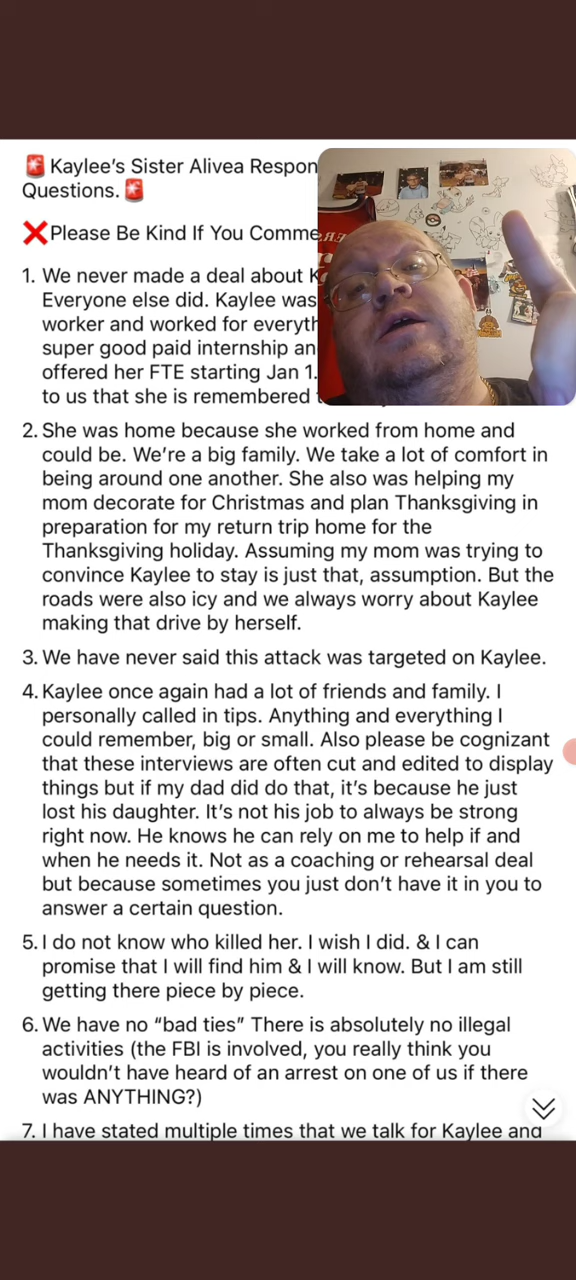 🚨 Kaylee's Sister Alivea Respon
Questions. 🚨
❌Please Be Kind If You Comme
1. We never made a deal about K
Everyone else did. Kaylee was
worker and worked for everyth
super good paid internship an
offered her FTE starting Jan 1.
to us that she is remembered
2. She was home because she worked from home and
could be. We're a big family. We take a lot of comfort in
being around one another. She also was helping my
mom decorate for Christmas and plan Thanksgiving in
preparation for my return trip home for the
Thanksgiving holiday. Assuming my mom was trying to
convince Kaylee to stay is just that, assumption. But the
roads were also icy and we always worry about Kaylee
making that drive by herself.
3. We have never said this attack was targeted on Kaylee.
4. Kaylee once again had a lot of friends and family. I
personally called in tips. Anything and everything I
could remember, big or small. Also please be cognizant
that these interviews are often cut and edited to display
things but if my dad did do that, it's because he just
lost his daughter. It's not his job to always be strong
right now. He knows he can rely on me to help if and
when he needs it. Not as a coaching or rehearsal deal
but because sometimes you just don't have it in you to
answer a certain question.
5. I do not know who killed her. I wish I did. & I can
promise that I will find him & I will know. But I am still
getting there piece by piece.
6. We have no "bad ties" There is absolutely no illegal
activities (the FBI is involved, you really think you
wouldn't have heard of an arrest on one of us if there
was ANYTHING?)
7. I have stated multiple times that we talk for Kaylee and